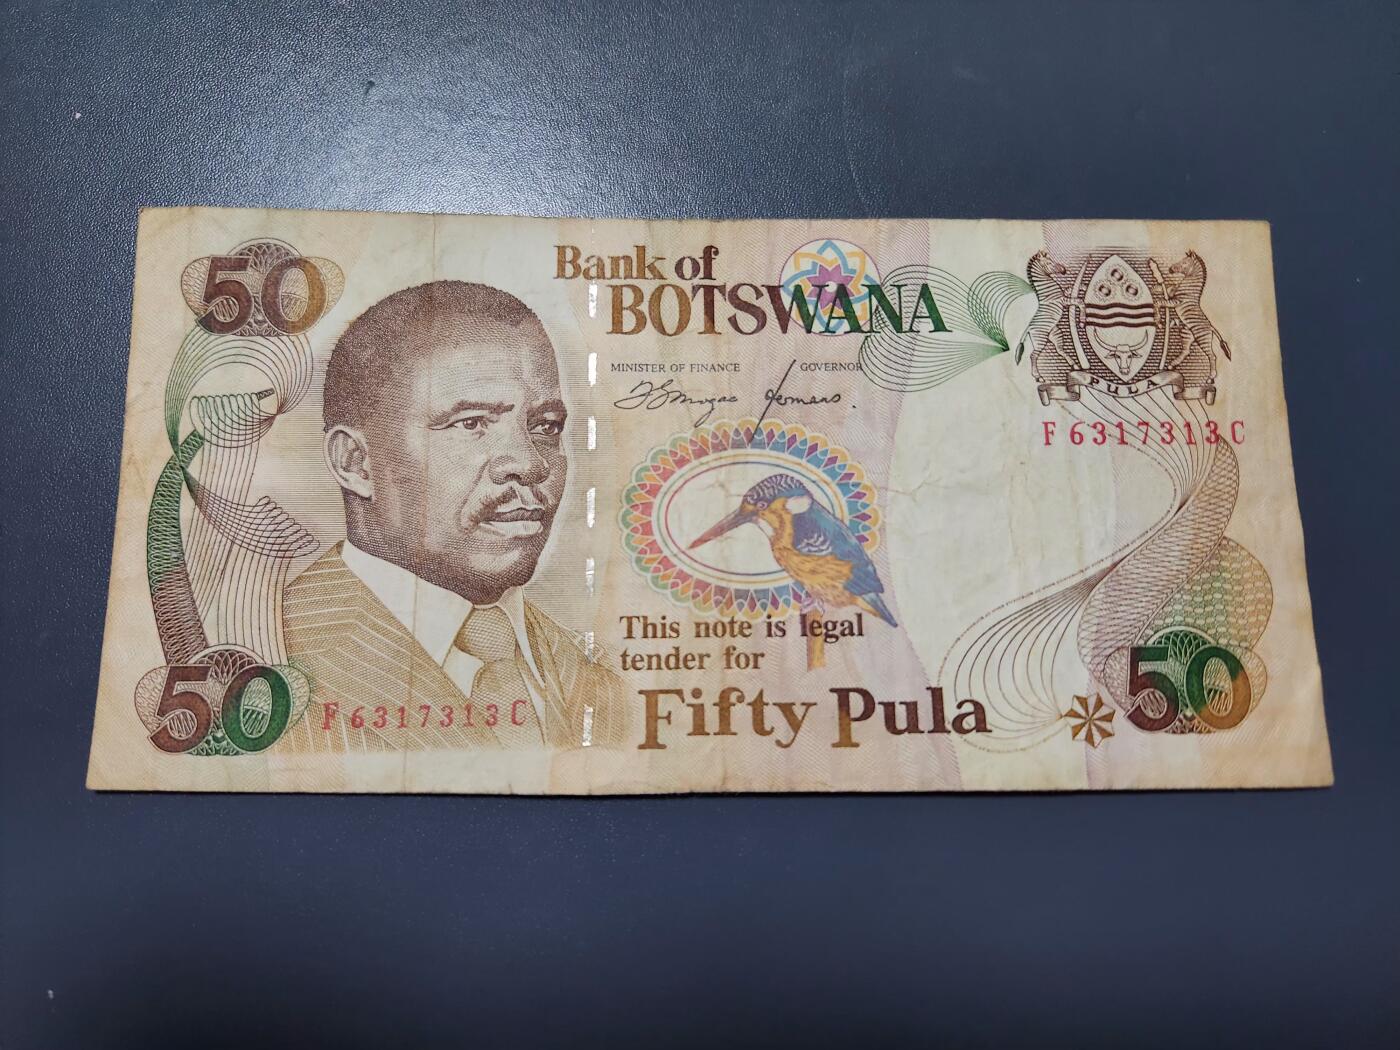 50
Bank of
BOTSWANA
MINISTER OF FINANCE
GOVERNOR
PULA
F 6317313 C
This note is legal
tender for
Fifty Pula
50
F 6317313 C
50